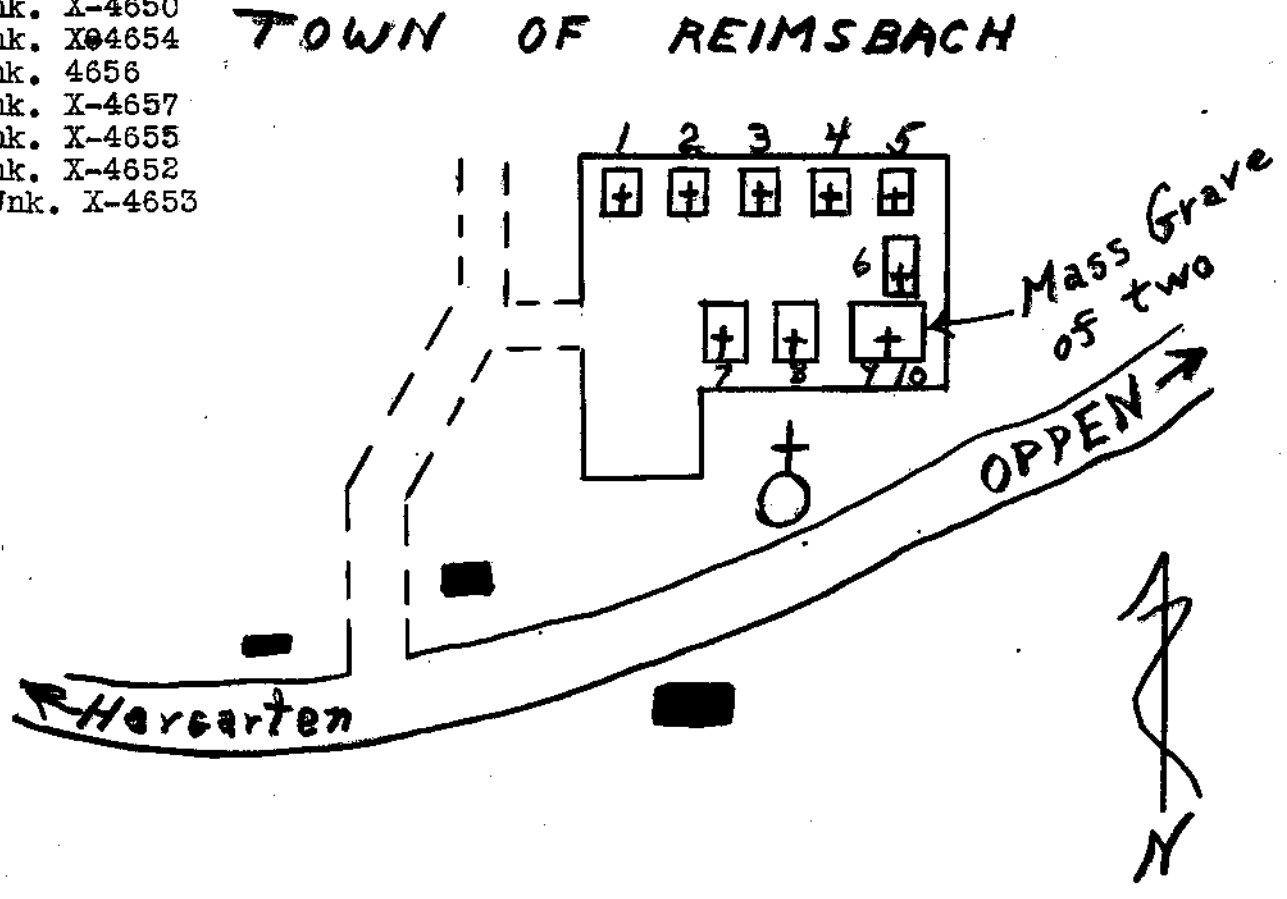 nk. X-4650
nk. X04654
nk. 4656
nk. X-4657
nk. X-4655
nk. X-4652
Unk. X-4653
TOWN OF REIMSBACH
1 2 3 4 5
6
Mass Grave
of two
7 8 9 10
OPPEN
Hargarten
N